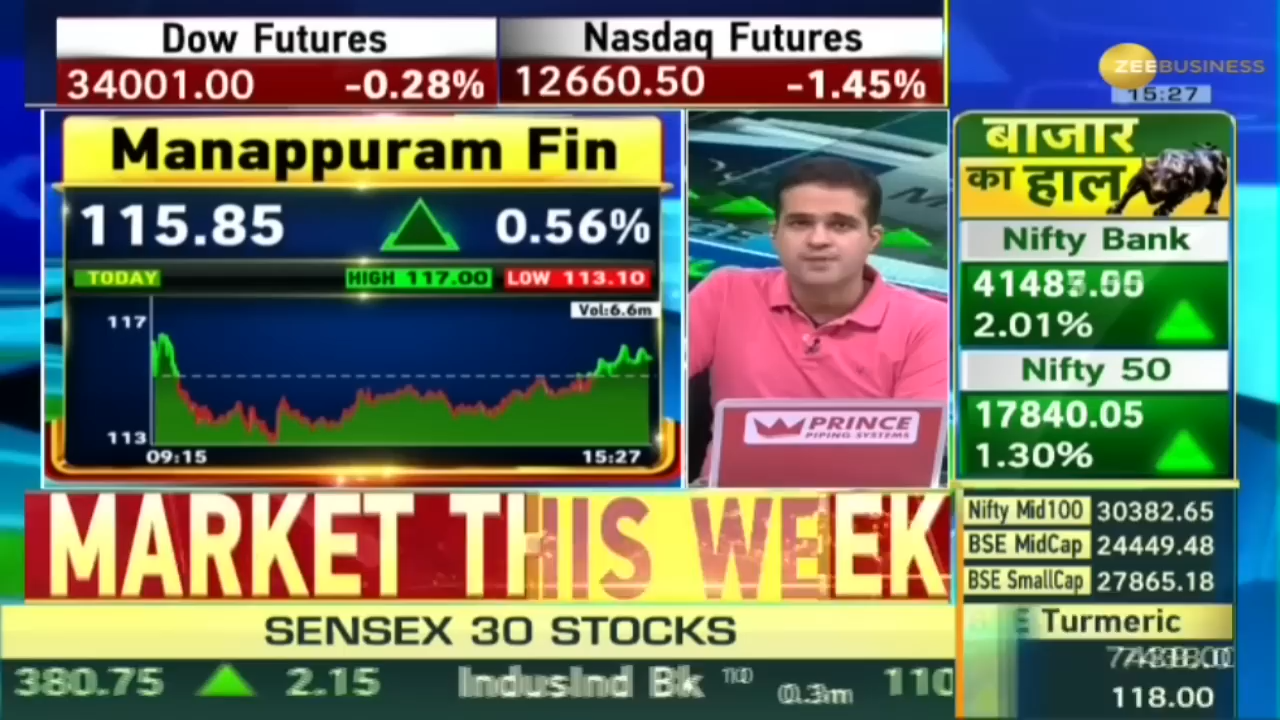 Dow Futures
34001.00 -0.28%
Nasdaq Futures
12660.50 -1.45%
ZEEBUSINESS
15:27
Manappuram Fin
115.85 0.56%
TODAY HIGH 117.00 LOW 113.10
Vol:6.6m
117
113
09:15 15:27
PRINCE
PIPING SYSTEMS
बाजार
का हाल
Nifty Bank
2.01%
Nifty 50
17840.05
1.30%
Nifty Mid100 30382.65
BSE MidCap 24449.48
BSE SmallCap 27865.18
Turmeric
118.00
MARKET THIS WEEK
SENSEX 30 STOCKS
380.75 2.15 IndusInd Bk